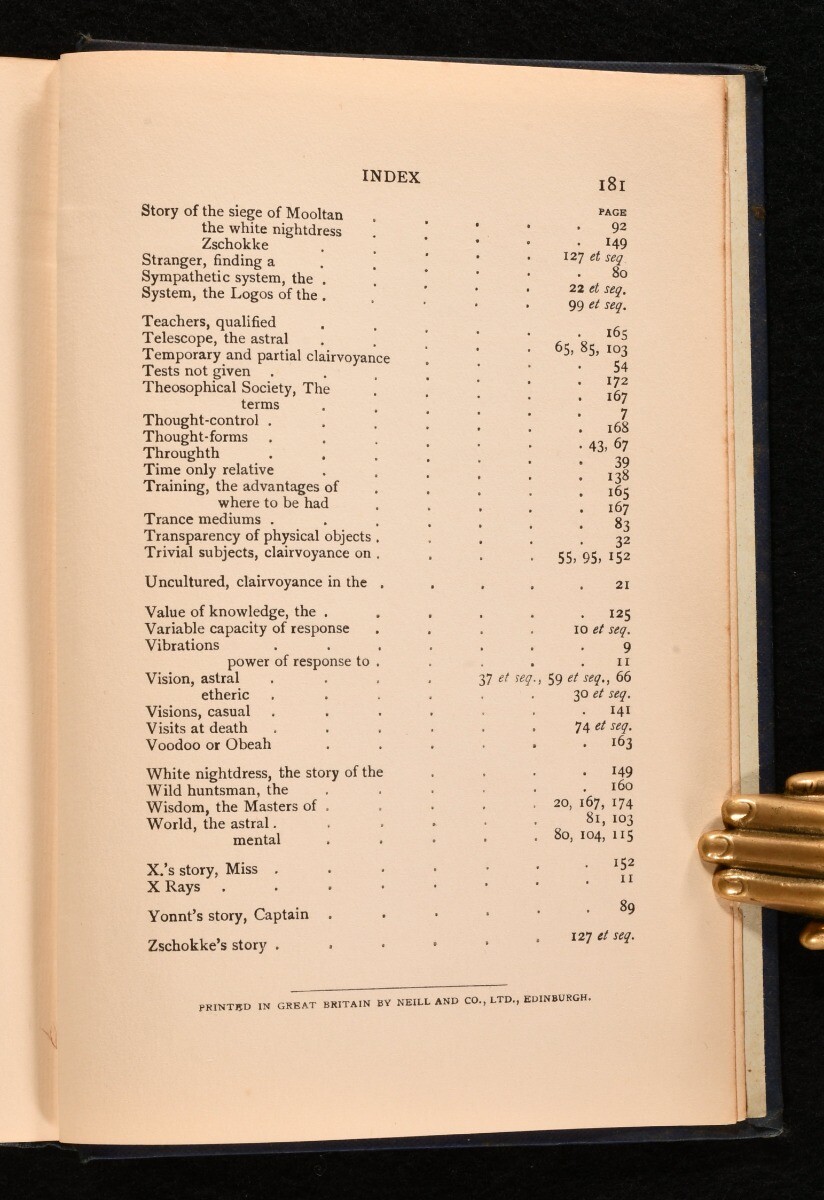 INDEX 181
PAGE
Story of the siege of Mooltan . . . . . 92
the white nightdress . . . . . 149
Zschokke . . . . . 127 et seq
Stranger, finding a . . . . . 80
Sympathetic system, the . . . . . 22 et seq.
System, the Logos of the . . . . . 99 et seq.
Teachers, qualified . . . . . . 165
Telescope, the astral . . . . . 65, 85, 103
Temporary and partial clairvoyance . . . . 54
Tests not given . . . . . . . 172
Theosophical Society, The . . . . . 167
terms . . . . . . 7
Thought-control . . . . . . . 168
Thought-forms . . . . . . . 43, 67
Throughth . . . . . . . 39
Time only relative . . . . . . 138
Training, the advantages of . . . . . 165
where to be had . . . . . 167
Trance mediums . . . . . . . 83
Transparency of physical objects . . . . . 32
Trivial subjects, clairvoyance on . . . . 55, 95, 152
Uncultured, clairvoyance in the . . . . . 21
Value of knowledge, the . . . . . . 125
Variable capacity of response . . . . 10 et seq.
Vibrations . . . . . . . 9
power of response to . . . . . 11
Vision, astral . . . . 37 et seq., 59 et seq., 66
etheric . . . . . . 30 et seq.
Visions, casual . . . . . . . 141
Visits at death . . . . . . 74 et seq.
Voodoo or Obeah . . . . . 163
White nightdress, the story of the . . . . 149
Wild huntsman, the . . . . . . 160
Wisdom, the Masters of . . . . . 20, 167, 174
World, the astral . . . . . . 81, 103
mental . . . . . 80, 104, 115
X.'s story, Miss . . . . . . . 152
X Rays . . . . . . . . 11
Yonnt's story, Captain . . . . . . 89
Zschokke's story . . . . . . 127 et seq.
PRINTED IN GREAT BRITAIN BY NEILL AND CO., LTD., EDINBURGH.